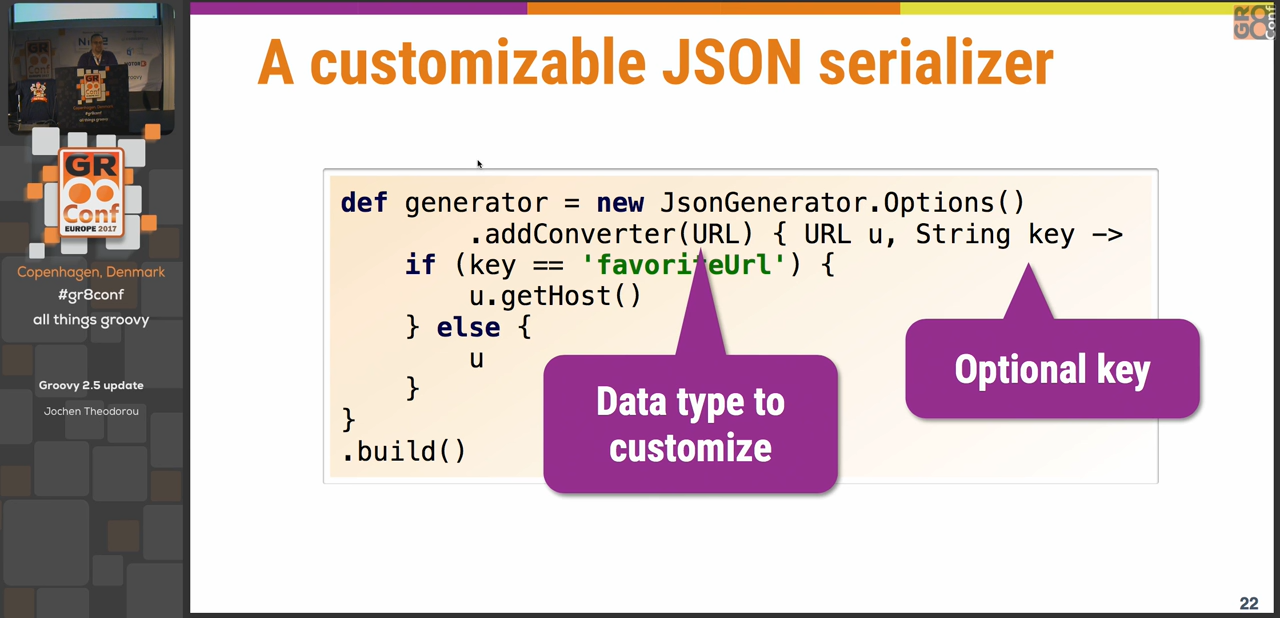 A customizable JSON serializer
def generator = new JsonGenerator.Options()
.addConverter(URL) { URL u, String key ->
if (key == 'favoriteUrl') {
u.getHost()
} else {
u
}
}
.build()
Data type to
customize
Optional key
22
GR
Conf
EUROPE 2017
Copenhagen, Denmark
#gr8conf
all things groovy
Groovy 2.5 update
Jochen Theodorou